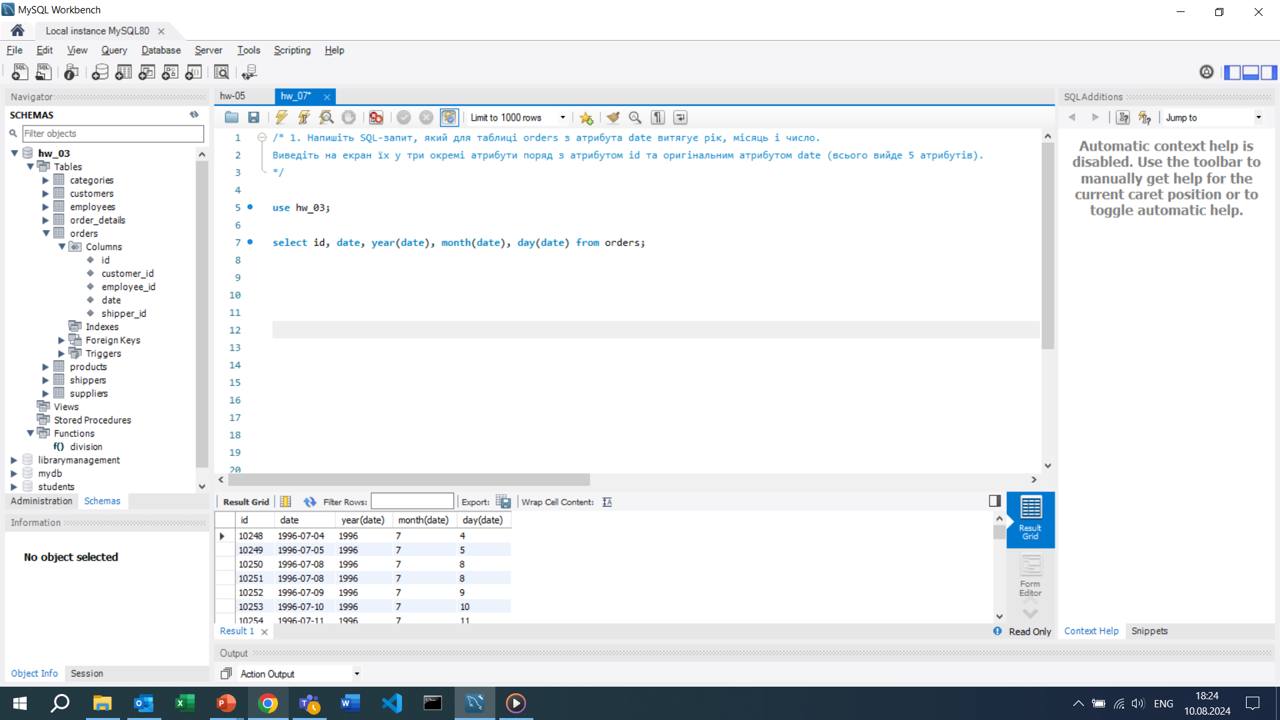 MySQL Workbench
Local instance MySQL80
File Edit View Query Database Server Tools Scripting Help
Navigator
SCHEMAS
Filter objects
hw_03
Tables
categories
customers
employees
order_details
orders
Columns
id
customer_id
employee_id
date
shipper_id
Indexes
Foreign Keys
Triggers
products
shippers
suppliers
Views
Stored Procedures
Functions
f() division
librarymanagement
mydb
students
Administration Schemas
Information
No object selected
Object Info Session
hw-05 hw_07*
Limit to 1000 rows
1 /* 1. Напишіть SQL-запит, який для таблиці orders з атрибута date витягує рік, місяць і число.
2 Виведіть на екран їх у три окремі атрибути поряд з атрибутом id та оригінальним атрибутом date (всього вийде 5 атрибутів).
3 */
4
5 use hw_03;
6
7 select id, date, year(date), month(date), day(date) from orders;
8
9
10
11
12
13
14
15
16
17
18
19
20
Result Grid Filter Rows: Export: Wrap Cell Content:
id date year(date) month(date) day(date)
10248 1996-07-04 1996 7 4
10249 1996-07-05 1996 7 5
10250 1996-07-08 1996 7 8
10251 1996-07-08 1996 7 8
10252 1996-07-09 1996 7 9
10253 1996-07-10 1996 7 10
10254 1996-07-11 1996 7 11
Result 1
Result Grid
Form Editor
Read Only
Output
Action Output
SQLAdditions
Jump to
Automatic context help is
disabled. Use the toolbar to
manually get help for the
current caret position or to
toggle automatic help.
Context Help Snippets
ENG
18:24
10.08.2024